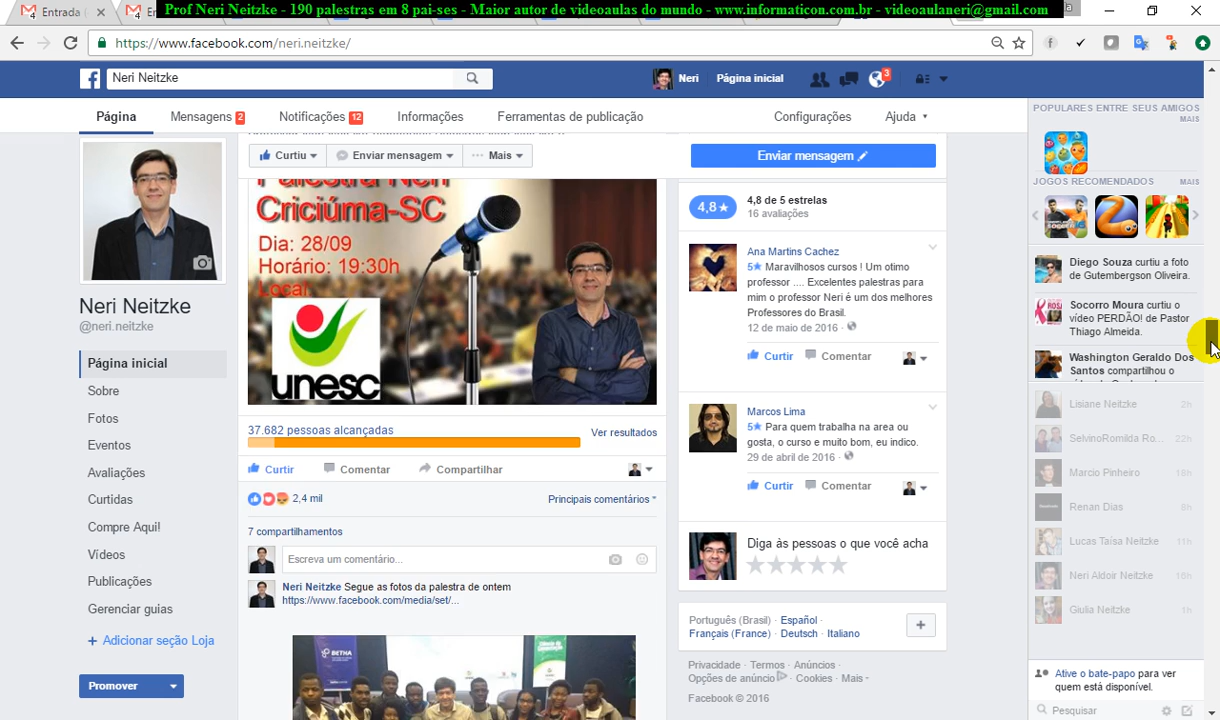 Entrada (
En
Prof Neri Neitzke - 190 palestras em 8 pai-ses - Maior autor de videoaulas do mundo - www.informaticon.com.br - videoaulaneri@gmail.com
https://www.facebook.com/neri.neitzke/
Neri Neitzke
Neri
Página inicial
3
Página
Mensagens 2
Notificações 12
Informações
Ferramentas de publicação
Configurações
Ajuda
Curtiu
Enviar mensagem
Mais
Enviar mensagem
Neri Neitzke
@neri.neitzke
Página inicial
Sobre
Fotos
Eventos
Avaliações
Curtidas
Compre Aqui!
Vídeos
Publicações
Gerenciar guias
+ Adicionar seção Loja
Promover
Palestra Neri
Criciúma-SC
Dia: 28/09
Horário: 19:30h
Local
unesc
37.682 pessoas alcançadas
Ver resultados
Curtir
Comentar
Compartilhar
2,4 mil
Principais comentários
7 compartilhamentos
Escreva um comentário...
Neri Neitzke Segue as fotos da palestra de ontem
https://www.facebook.com/media/set/...
BETHA
4,8★
4,8 de 5 estrelas
16 avaliações
Ana Martins Cachez
5★ Maravilhosos cursos ! Um otimo
professor .... Excelentes palestras para
mim o professor Neri é um dos melhores
Professores do Brasil.
12 de maio de 2016 ·
Curtir
Comentar
Marcos Lima
5★ Para quem trabalha na area ou
gosta, o curso e muito bom, eu indico.
29 de abril de 2016 ·
Curtir
Comentar
Diga às pessoas o que você acha
Português (Brasil) · Español ·
Français (France) · Deutsch · Italiano
Privacidade · Termos · Anúncios ·
Opções de anúncio · Cookies · Mais
Facebook © 2016
POPULARES ENTRE SEUS AMIGOS
MAIS
JOGOS RECOMENDADOS
MAIS
Diego Souza curtiu a foto
de Gutembergson Oliveira.
Socorro Moura curtiu o
vídeo PERDÃO! de Pastor
Thiago Almeida.
Washington Geraldo Dos
Santos compartilhou o
Lisiane Neitzke 2h
SelvinoRomilda Ro... 22h
Marcio Pinheiro 18h
Renan Dias 8h
Lucas Taísa Neitzke 11h
Neri Aldoir Neitzke 16h
Giulia Neitzke 1h
Ative o bate-papo para ver
quem está disponível.
Pesquisar